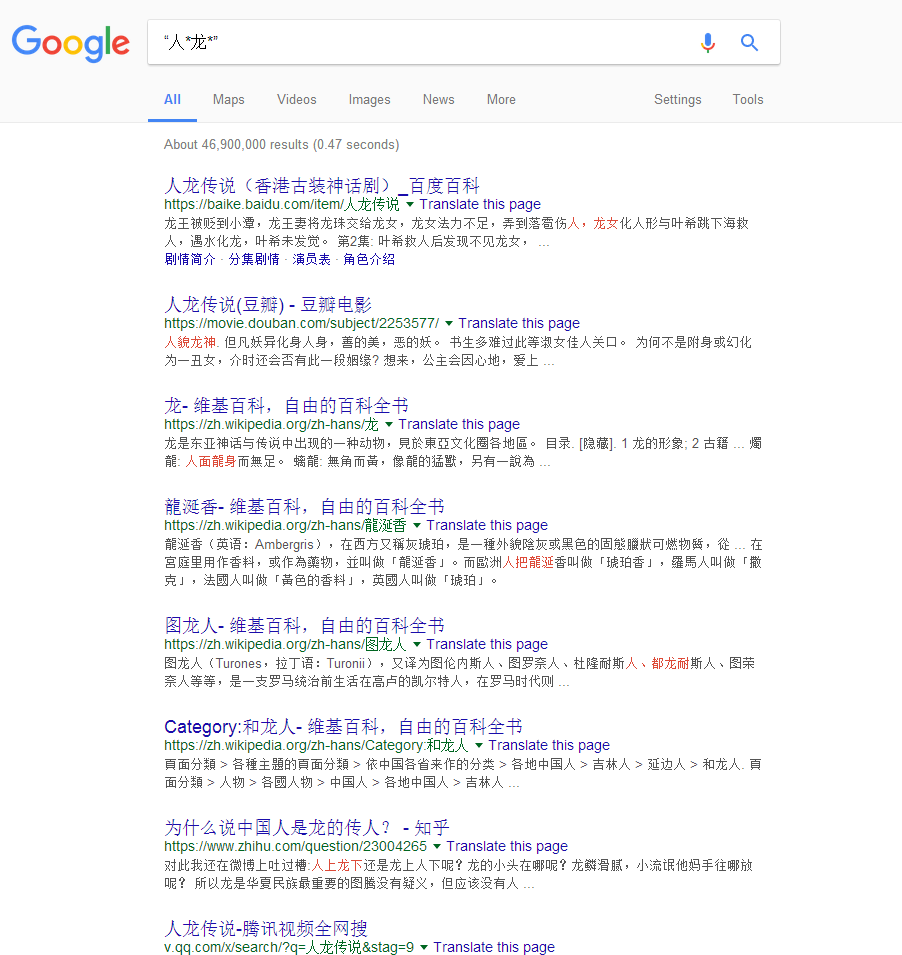 Google
“人*龙*”
All Maps Videos Images News More Settings Tools
About 46,900,000 results (0.47 seconds)
人龙传说（香港古装神话剧）_百度百科
https://baike.baidu.com/item/人龙传说 ▼ Translate this page
龙王被贬到小潭，龙王妻将龙珠交给龙女，龙女法力不足，弄到落雹伤人，龙女化人形与叶希跳下海救
人，遇水化龙，叶希未发觉。 第2集: 叶希救人后发现不见龙女， ...
剧情简介 · 分集剧情 · 演员表 · 角色介绍
人龙传说(豆瓣) - 豆瓣电影
https://movie.douban.com/subject/2253577/ ▼ Translate this page
人貌龙神. 但凡妖异化身人身，善的美，恶的妖。 书生多难过此等淑女佳人关口。 为何不是附身或幻化
为一丑女，介时还会否有此一段姻缘? 想来，公主会因心地，爱上 ...
龙- 维基百科，自由的百科全书
https://zh.wikipedia.org/zh-hans/龙 ▼ Translate this page
龙是东亚神话与传说中出现的一种动物，見於東亞文化圈各地區。 目录. [隐藏]. 1 龙的形象; 2 古籍 ... 燭
龍: 人面龍身而無足。 螭龍: 無角而黃，像龍的猛獸，另有一說為 ...
龍涎香- 维基百科，自由的百科全书
https://zh.wikipedia.org/zh-hans/龍涎香 ▼ Translate this page
龍涎香（英语：Ambergris），在西方又稱灰琥珀，是一種外貌陰灰或黑色的固態臘狀可燃物質，從 ... 在
宮庭里用作香料，或作為藥物，並叫做「龍涎香」。而歐洲人把龍涎香叫做「琥珀香」，羅馬人叫做「撒
克」，法國人叫做「黃色的香料」，英國人叫做「琥珀」。
图龙人- 维基百科，自由的百科全书
https://zh.wikipedia.org/zh-hans/图龙人 ▼ Translate this page
图龙人（Turones，拉丁语：Turonii），又译为图伦内斯人、图罗奈人、杜隆耐斯人、都龙耐斯人、图荣
奈人等等，是一支罗马统治前生活在高卢的凯尔特人，在罗马时代则 ...
Category:和龙人- 维基百科，自由的百科全书
https://zh.wikipedia.org/zh-hans/Category:和龙人 ▼ Translate this page
頁面分類 > 各種主題的頁面分類 > 依中国各省来作的分类 > 各地中国人 > 吉林人 > 延边人 > 和龙人. 頁
面分類 > 人物 > 各國人物 > 中国人 > 各地中国人 > 吉林人 ...
为什么说中国人是龙的传人？ - 知乎
https://www.zhihu.com/question/23004265 ▼ Translate this page
对此我还在微博上吐过槽:人上龙下还是龙上人下呢？龙的小头在哪呢？龙鳞滑腻，小流氓他妈手往哪放
呢？ 所以龙是华夏民族最重要的图腾没有疑义，但应该没有人 ...
人龙传说-腾讯视频全网搜
v.qq.com/x/search/?q=人龙传说&stag=9 ▼ Translate this page